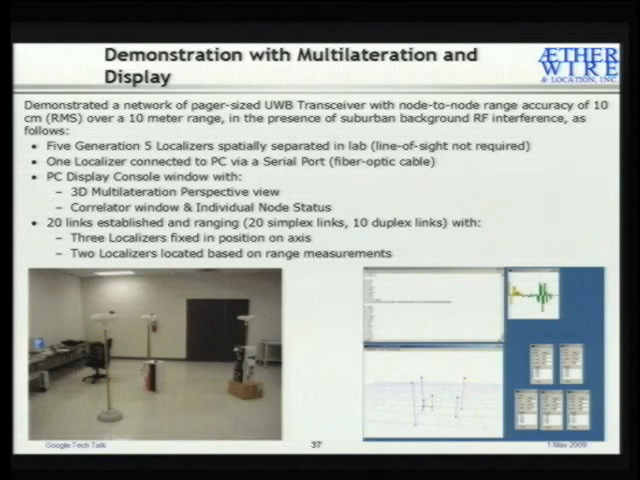 Demonstration with Multilateration and
Display
ÆTHER
WIRE
& LOCATION, INC.
Demonstrated a network of pager-sized UWB Transceiver with node-to-node range accuracy of 10
cm (RMS) over a 10 meter range, in the presence of suburban background RF interference, as
follows:
• Five Generation 5 Localizers spatially separated in lab (line-of-sight not required)
• One Localizer connected to PC via a Serial Port (fiber-optic cable)
• PC Display Console window with:
– 3D Multilateration Perspective view
– Correlator window & Individual Node Status
• 20 links established and ranging (20 simplex links, 10 duplex links) with:
– Three Localizers fixed in position on axis
– Two Localizers located based on range measurements
Google Tech Talk
37
1 May 2009